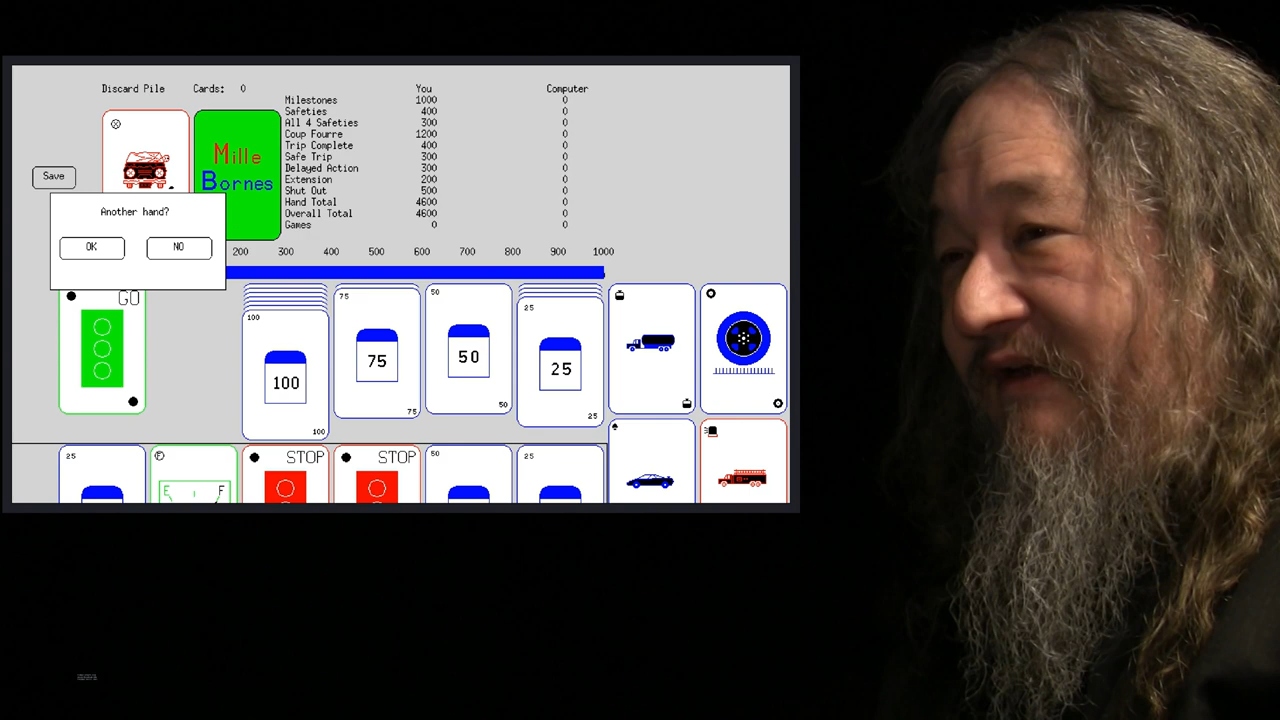 Discard Pile Cards: 0
You Computer
Milestones 1000 0
Safeties 400 0
All 4 Safeties 300 0
Coup Fourre 1200 0
Trip Complete 400 0
Safe Trip 300 0
Delayed Action 300 0
Extension 200 0
Shut Out 500 0
Hand Total 4600 0
Overall Total 4600 0
Games 0 0
Mille
Bornes
Save
Another hand?
OK NO
200 300 400 500 600 700 800 900 1000
GO
100
100
100
75
75
75
50
50
50
25
25
25
25
F
E F
STOP
STOP
50
25